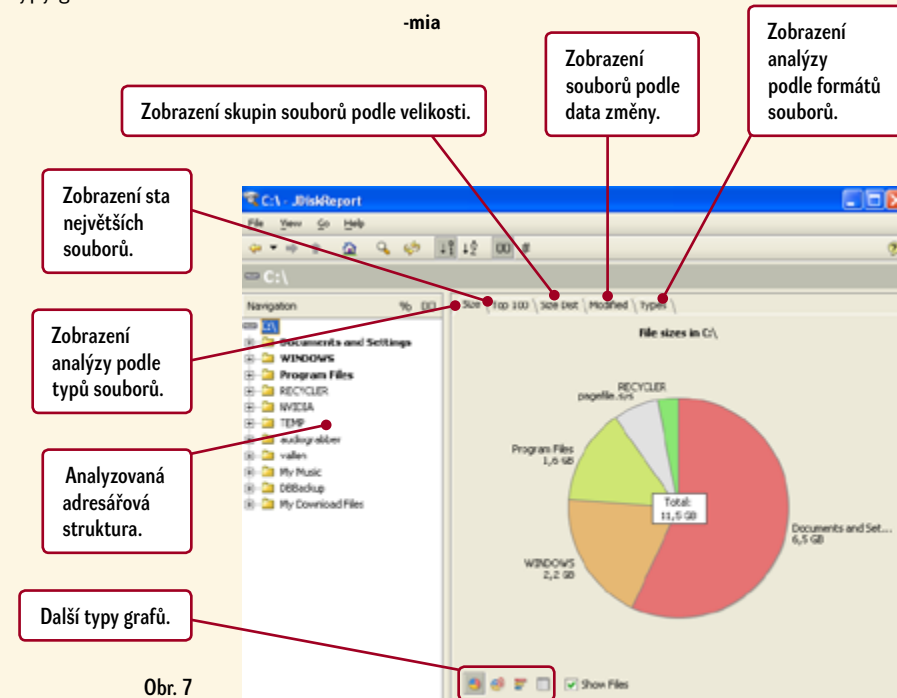 -mia
Zobrazení
analýzy
podle formátů
souborů.
Zobrazení
souborů podle
data změny.
Zobrazení skupin souborů podle velikosti.
Zobrazení sta
největších
souborů.
Zobrazení
analýzy podle
typů souborů.
Analyzovaná
adresářová
struktura.
Další typy grafů.
Obr. 7
C:\ - JDiskReport
File View Go Help
C:\
Navigation %
Size Top 100 Size Dist Modified Types
C:\
Documents and Settings
WINDOWS
Program Files
RECYCLER
NVIDIA
TEMP
audiograbber
vallen
My Music
DBBackup
My Download Files
File sizes in C:\
RECYCLER
pagefile.sys
Program Files
1,6 GB
Total:
11,5 GB
Documents and Set...
6,5 GB
WINDOWS
2,2 GB
Show Files